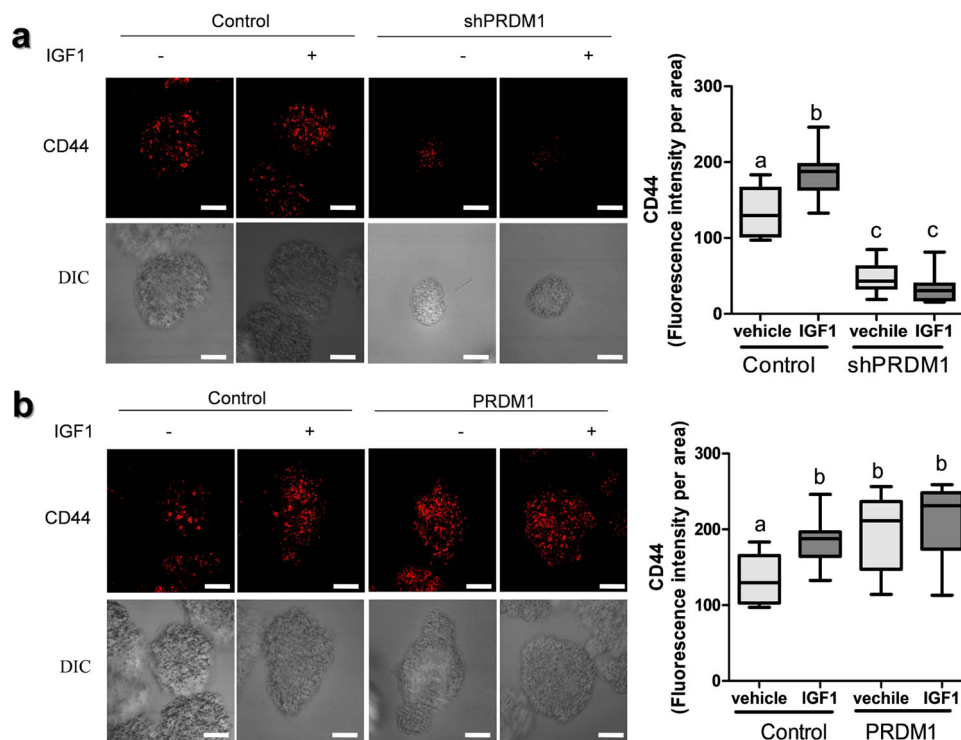 a
Control
shPRDM1
IGF1
-
+
-
+
CD44
DIC
CD44
(Fluorescence intensity per area)
300
200
100
0
a
b
c
c
vehicle IGF1 vechile IGF1
Control shPRDM1
b
Control
PRDM1
IGF1
-
+
-
+
CD44
DIC
CD44
(Fluorescence intensity per area)
300
200
100
0
a
b
b
b
vehicle IGF1 vechile IGF1
Control PRDM1